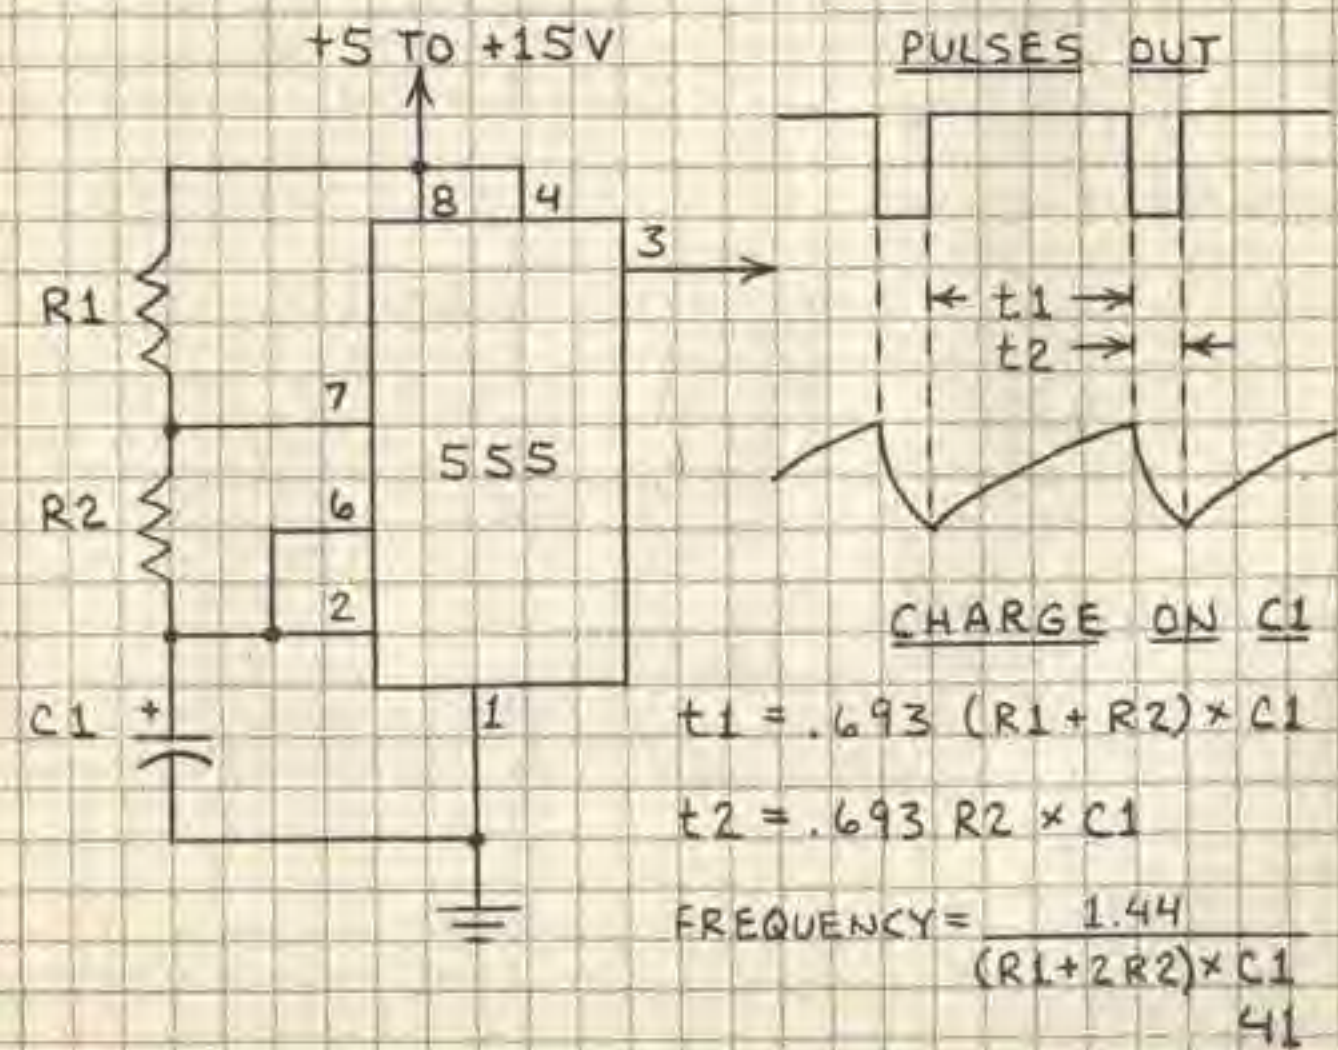 +5 TO +15V
PULSES OUT
8
4
3
R1
t1
t2
7
555
R2
6
2
CHARGE ON C1
C1 +
1
t1 = .693 (R1 + R2) × C1
t2 = .693 R2 × C1
FREQUENCY = 1.44
(R1+2R2)× C1
41